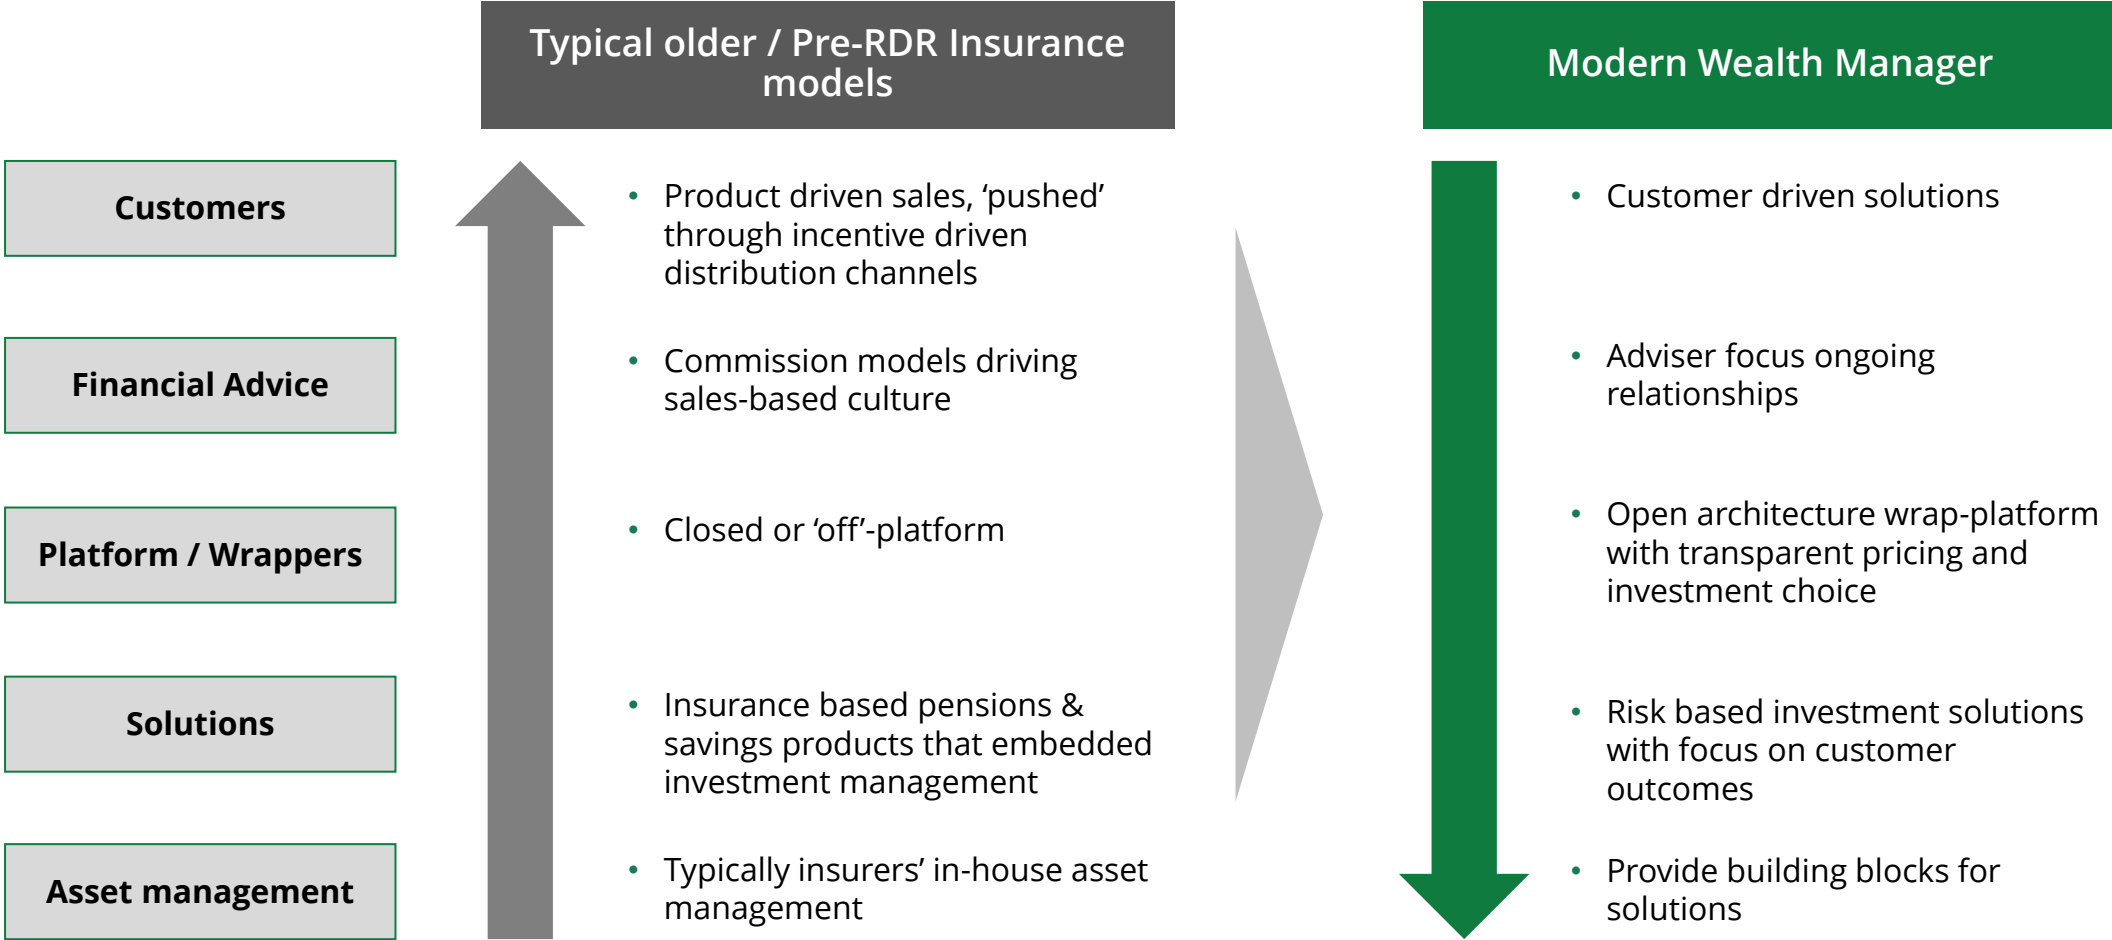 Typical older / Pre-RDR Insurance
models
Modern Wealth Manager
Customers
• Product driven sales, ‘pushed’
through incentive driven
distribution channels
• Customer driven solutions
Financial Advice
• Commission models driving
sales-based culture
• Adviser focus ongoing
relationships
Platform / Wrappers
• Closed or ‘off’-platform
• Open architecture wrap-platform
with transparent pricing and
investment choice
Solutions
• Insurance based pensions &
savings products that embedded
investment management
• Risk based investment solutions
with focus on customer
outcomes
Asset management
• Typically insurers’ in-house asset
management
• Provide building blocks for
solutions